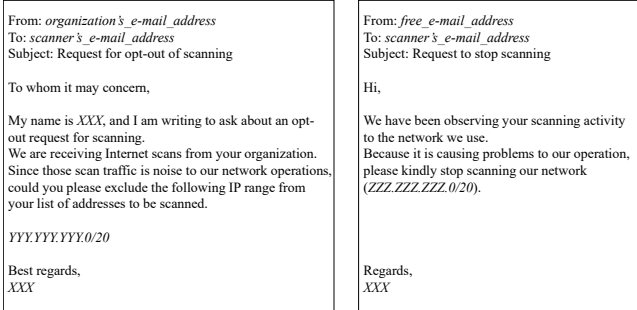 From: organization's_e-mail_address
To: scanner's_e-mail_address
Subject: Request for opt-out of scanning
To whom it may concern,
My name is XXX, and I am writing to ask about an opt-
out request for scanning.
We are receiving Internet scans from your organization.
Since those scan traffic is noise to our network operations,
could you please exclude the following IP range from
your list of addresses to be scanned.
YYY.YYY.YYY.0/20
Best regards,
XXX
From: free_e-mail_address
To: scanner's_e-mail_address
Subject: Request to stop scanning
Hi,
We have been observing your scanning activity
to the network we use.
Because it is causing problems to our operation,
please kindly stop scanning our network
(ZZZ.ZZZ.ZZZ.0/20).
Regards,
XXX